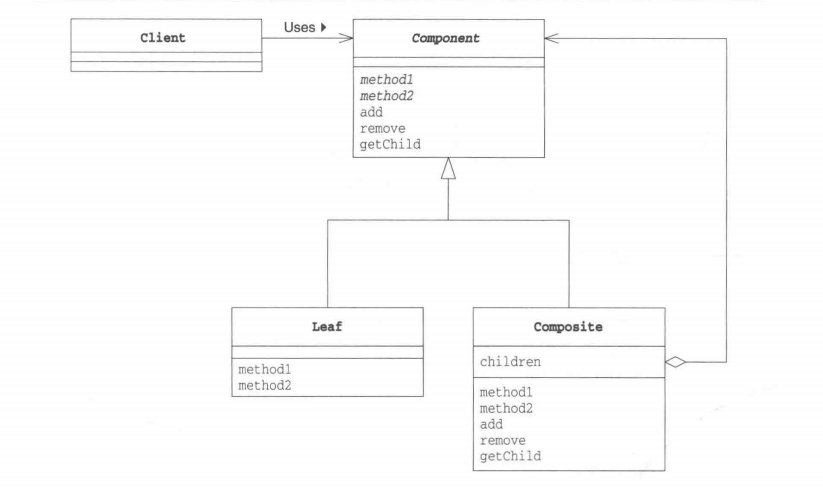 Client
Uses
Component
method1
method2
add
remove
getChild
Leaf
method1
method2
Composite
children
method1
method2
add
remove
getChild